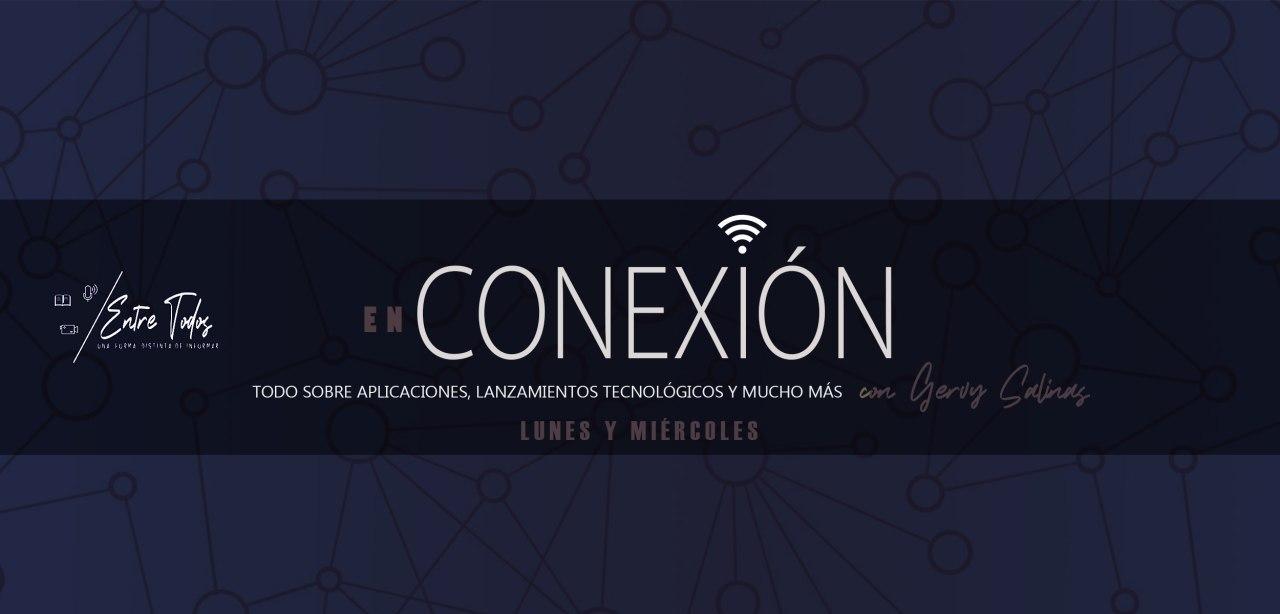 Entre Todos
UNA FORMA DISTINTA DE INFORMAR
EN CONEXIÓN
TODO SOBRE APLICACIONES, LANZAMIENTOS TECNOLÓGICOS Y MUCHO MÁS con Geroy Salinas
LUNES Y MIÉRCOLES